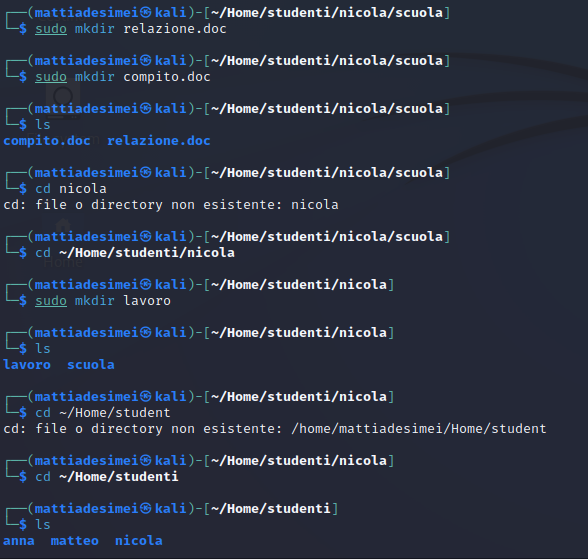 ┌──(mattiadesimei㉿kali)-[~/Home/studenti/nicola/scuola]
└─$ sudo mkdir relazione.doc
┌──(mattiadesimei㉿kali)-[~/Home/studenti/nicola/scuola]
└─$ sudo mkdir compito.doc
┌──(mattiadesimei㉿kali)-[~/Home/studenti/nicola/scuola]
└─$ ls
compito.doc  relazione.doc
┌──(mattiadesimei㉿kali)-[~/Home/studenti/nicola/scuola]
└─$ cd nicola
cd: file o directory non esistente: nicola
┌──(mattiadesimei㉿kali)-[~/Home/studenti/nicola/scuola]
└─$ cd ~/Home/studenti/nicola
┌──(mattiadesimei㉿kali)-[~/Home/studenti/nicola]
└─$ sudo mkdir lavoro
┌──(mattiadesimei㉿kali)-[~/Home/studenti/nicola]
└─$ ls
lavoro  scuola
┌──(mattiadesimei㉿kali)-[~/Home/studenti/nicola]
└─$ cd ~/Home/student
cd: file o directory non esistente: /home/mattiadesimei/Home/student
┌──(mattiadesimei㉿kali)-[~/Home/studenti/nicola]
└─$ cd ~/Home/studenti
┌──(mattiadesimei㉿kali)-[~/Home/studenti]
└─$ ls
anna  matteo  nicola